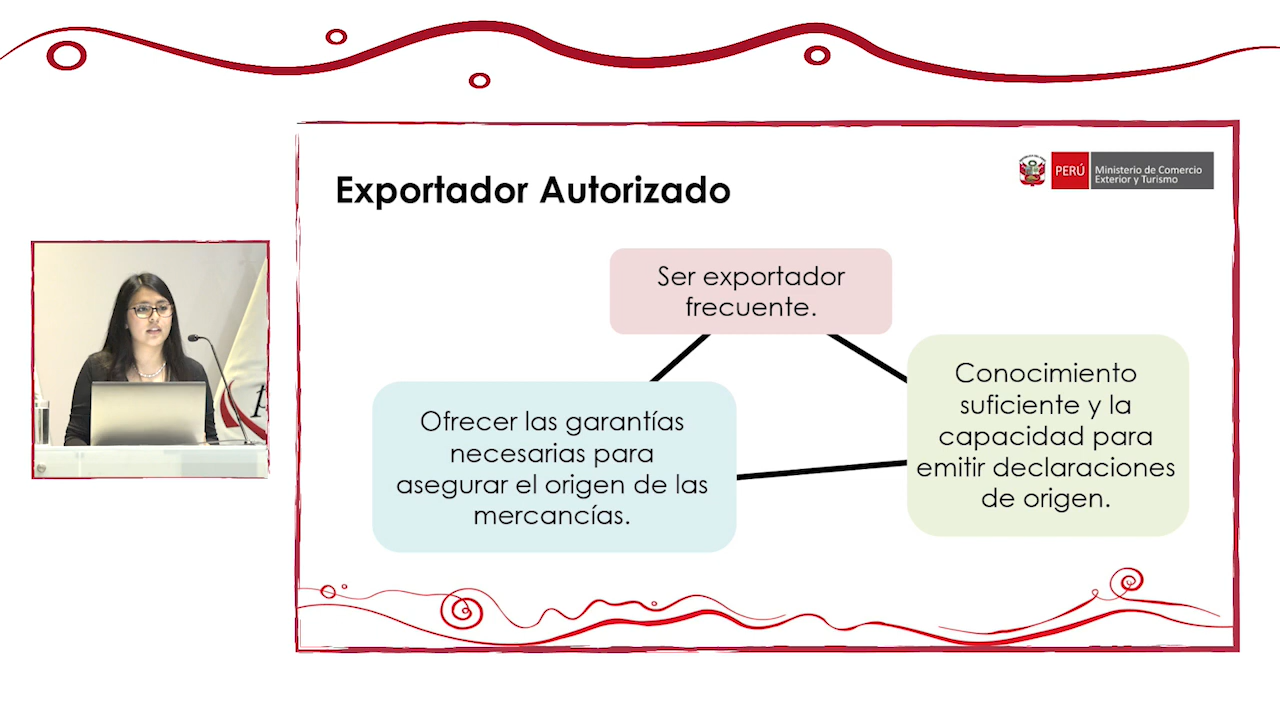 Exportador Autorizado
PERÚ
Ministerio de Comercio
Exterior y Turismo
Ser exportador
frecuente.
Conocimiento
suficiente y la
capacidad para
emitir declaraciones
de origen.
Ofrecer las garantías
necesarias para
asegurar el origen de las
mercancías.